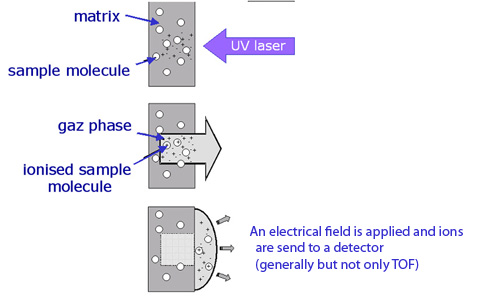 matrix
UV laser
sample molecule
gaz phase
ionised sample
molecule
An electrical field is applied and ions
are send to a detector
(generally but not only TOF)